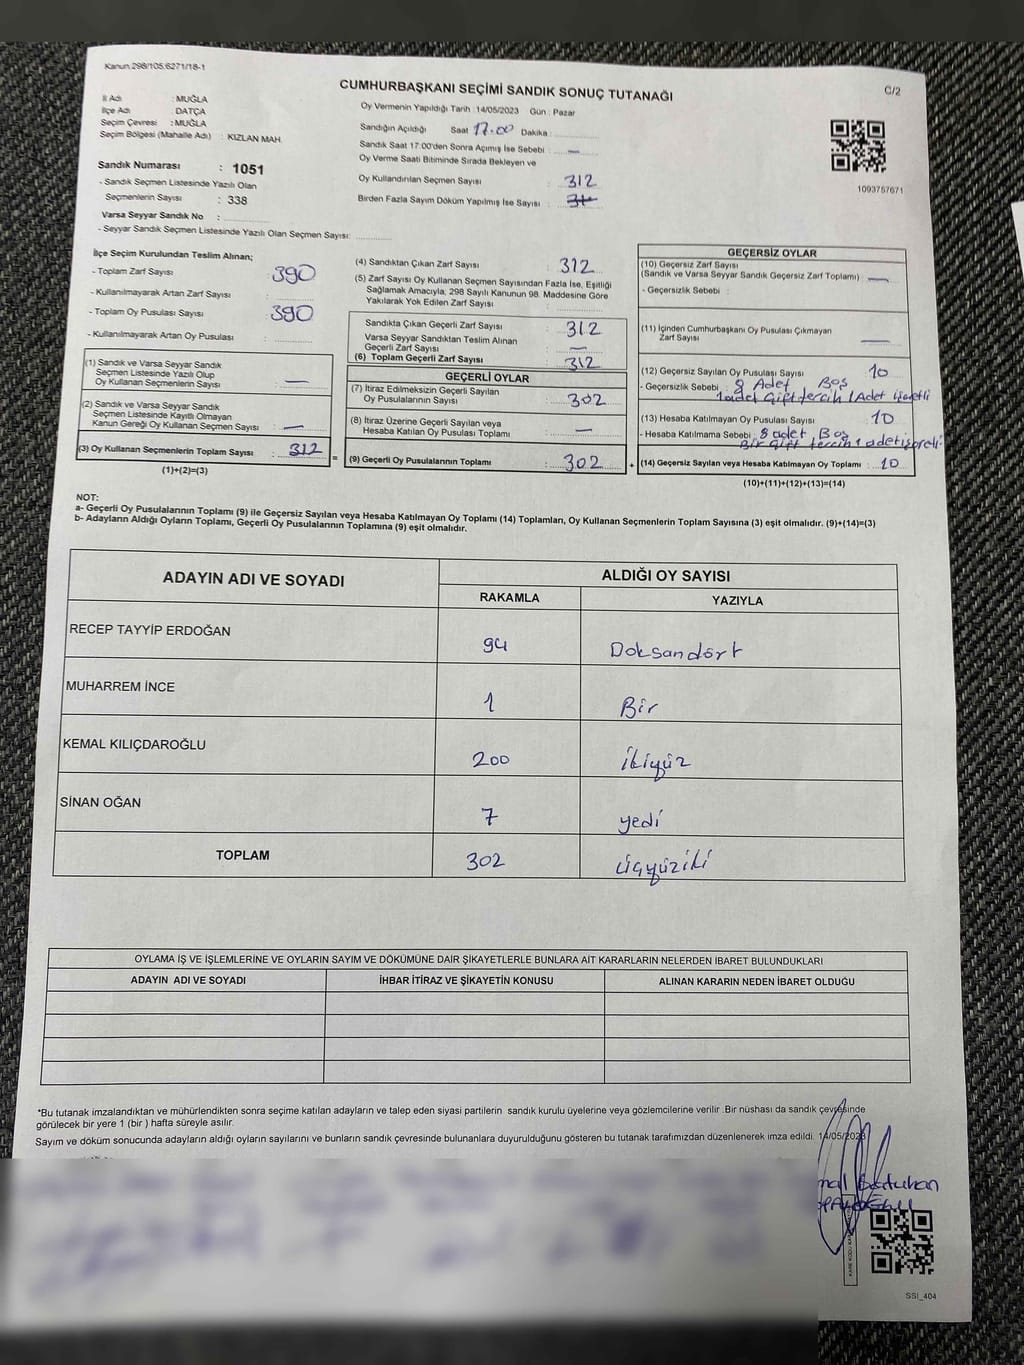 Kanun 298/105;6271/18-1
C/2
CUMHURBAŞKANI SEÇİMİ SANDIK SONUÇ TUTANAĞI
İl Adı : MUĞLA
İlçe Adı : DATÇA
Seçim Çevresi : MUĞLA
Seçim Bölgesi (Mahalle Adı) : KIZLAN MAH.
Sandık Numarası : 1051
- Sandık Seçmen Listesinde Yazılı Olan
Seçmenlerin Sayısı : 338
Varsa Seyyar Sandık No :
- Seyyar Sandık Seçmen Listesinde Yazılı Olan Seçmen Sayısı:
Oy Vermenin Yapıldığı Tarih : 14/05/2023 Gün : Pazar
Sandığın Açıldığı Saat 17.00 Dakika :
Sandık Saat 17:00'den Sonra Açımış İse Sebebi : —
Oy Verme Saati Bitiminde Sırada Bekleyen ve
Oy Kullandırılan Seçmen Sayısı : 312
Birden Fazla Sayım Döküm Yapılmış İse Sayısı :
1093757671
İlçe Seçim Kurulundan Teslim Alınan;
- Toplam Zarf Sayısı : 390
- Kullanılmayarak Artan Zarf Sayısı :
- Toplam Oy Pusulası Sayısı : 390
- Kullanılmayarak Artan Oy Pusulası :
(1) Sandık ve Varsa Seyyar Sandık
Seçmen Listesinde Yazılı Olup
Oy Kullanan Seçmenlerin Sayısı : —
(2) Sandık ve Varsa Seyyar Sandık
Seçmen Listesinde Kayıtlı Olmayan
Kanun Gereği Oy Kullanan Seçmen Sayısı : —
(3) Oy Kullanan Seçmenlerin Toplam Sayısı : 312
(1)+(2)=(3)
(4) Sandıktan Çıkan Zarf Sayısı : 312
(5) Zarf Sayısı Oy Kullanan Seçmen Sayısından Fazla İse, Eşitliği
Sağlamak Amacıyla; 298 Sayılı Kanunun 98. Maddesine Göre
Yakılarak Yok Edilen Zarf Sayısı :
Sandıkta Çıkan Geçerli Zarf Sayısı : 312
Varsa Seyyar Sandıktan Teslim Alınan
Geçerli Zarf Sayısı : —
(6) Toplam Geçerli Zarf Sayısı : 312
GEÇERLİ OYLAR
(7) İtiraz Edilmeksizin Geçerli Sayılan
Oy Pusulalarının Sayısı : 302
(8) İtiraz Üzerine Geçerli Sayılan veya
Hesaba Katılan Oy Pusulası Toplamı : —
= (9) Geçerli Oy Pusulalarının Toplamı : 302 +
GEÇERSİZ OYLAR
(10) Geçersiz Zarf Sayısı
(Sandık ve Varsa Seyyar Sandık Geçersiz Zarf Toplamı) : —
- Geçersizlik Sebebi :
(11) İçinden Cumhurbaşkanı Oy Pusulası Çıkmayan
Zarf Sayısı : —
(12) Geçersiz Sayılan Oy Pusulası Sayısı : 10
- Geçersizlik Sebebi : 8 Adet Boş
1 adet Çift tercih 1 Adet işaretli
(13) Hesaba Katılmayan Oy Pusulası Sayısı : 10
- Hesaba Katılmama Sebebi : 8 adet Boş
Bir Çift tercih 1 adet işaretli
(14) Geçersiz Sayılan veya Hesaba Katılmayan Oy Toplamı : 10
(10)+(11)+(12)+(13)=(14)
NOT:
a- Geçerli Oy Pusulalarının Toplamı (9) ile Geçersiz Sayılan veya Hesaba Katılmayan Oy Toplamı (14) Toplamları, Oy Kullanan Seçmenlerin Toplam Sayısına (3) eşit olmalıdır. (9)+(14)=(3)
b- Adayların Aldığı Oyların Toplamı, Geçerli Oy Pusulalarının Toplamına (9) eşit olmalıdır.
ADAYIN ADI VE SOYADI ALDIĞI OY SAYISI
RAKAMLA YAZIYLA
RECEP TAYYİP ERDOĞAN 94 Doksandört
MUHARREM İNCE 1 Bir
KEMAL KILIÇDAROĞLU 200 ikiyüz
SİNAN OĞAN 7 yedi
TOPLAM 302 üçyüziki
OYLAMA İŞ VE İŞLEMLERİNE VE OYLARIN SAYIM VE DÖKÜMÜNE DAİR ŞİKAYETLERLE BUNLARA AİT KARARLARIN NELERDEN İBARET BULUNDUKLARI
ADAYIN ADI VE SOYADI İHBAR İTİRAZ VE ŞİKAYETİN KONUSU ALINAN KARARIN NEDEN İBARET OLDUĞU
*Bu tutanak imzalandıktan ve mühürlendikten sonra seçime katılan adayların ve talep eden siyasi partilerin sandık kurulu üyelerine veya gözlemcilerine verilir .Bir nüshası da sandık çevresinde
görülecek bir yere 1 (bir ) hafta süreyle asılır.
Sayım ve döküm sonucunda adayların aldığı oyların sayılarını ve bunların sandık çevresinde bulunanlara duyurulduğunu gösteren bu tutanak tarafımızdan düzenlenerek imza edildi. 14/05/2023
Batuhan
SSI_404